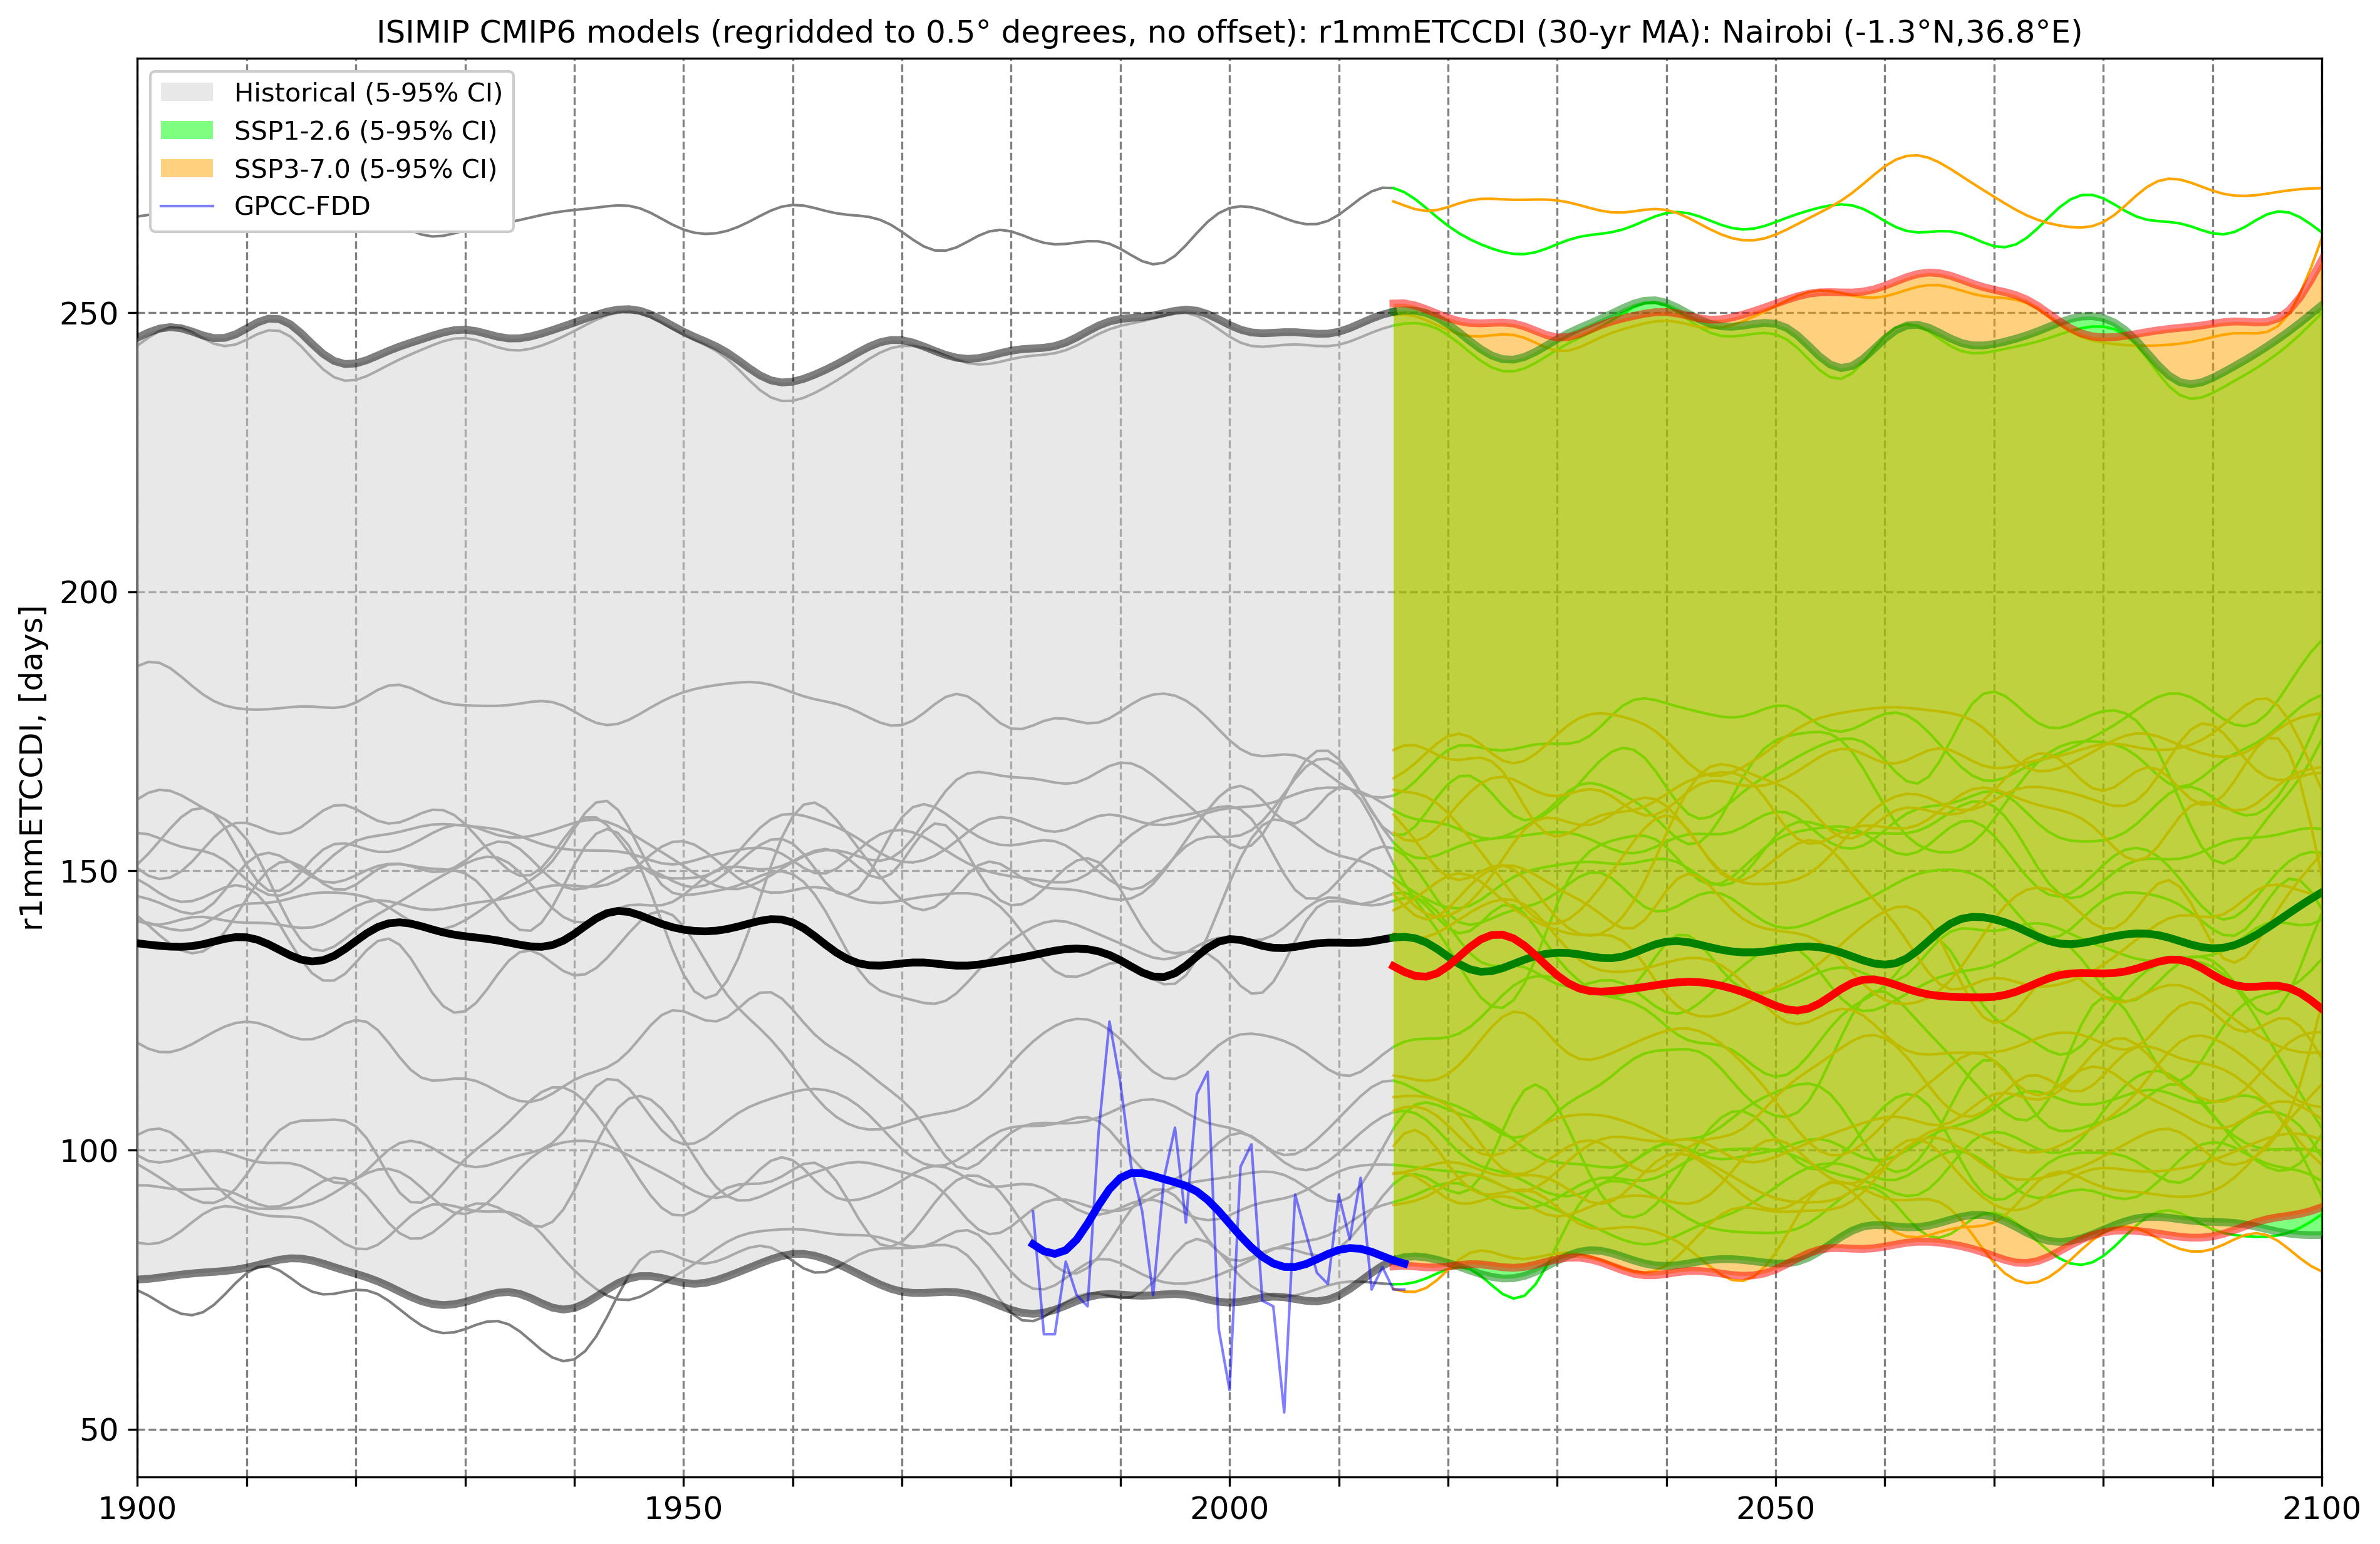 ISIMIP CMIP6 models (regridded to 0.5° degrees, no offset): r1mmETCCDI (30-yr MA): Nairobi (-1.3°N,36.8°E)
Historical (5-95% CI)
SSP1-2.6 (5-95% CI)
SSP3-7.0 (5-95% CI)
GPCC-FDD
r1mmETCCDI, [days]
250
200
150
100
50
1900
1950
2000
2050
2100